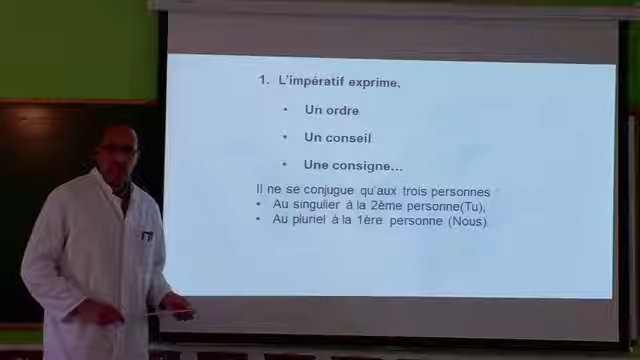 1. L'impératif exprime,
• Un ordre
• Un conseil
• Une consigne...
Il ne se conjugue qu'aux trois personnes
• Au singulier à la 2ème personne(Tu),
• Au pluriel à la 1ère personne (Nous)